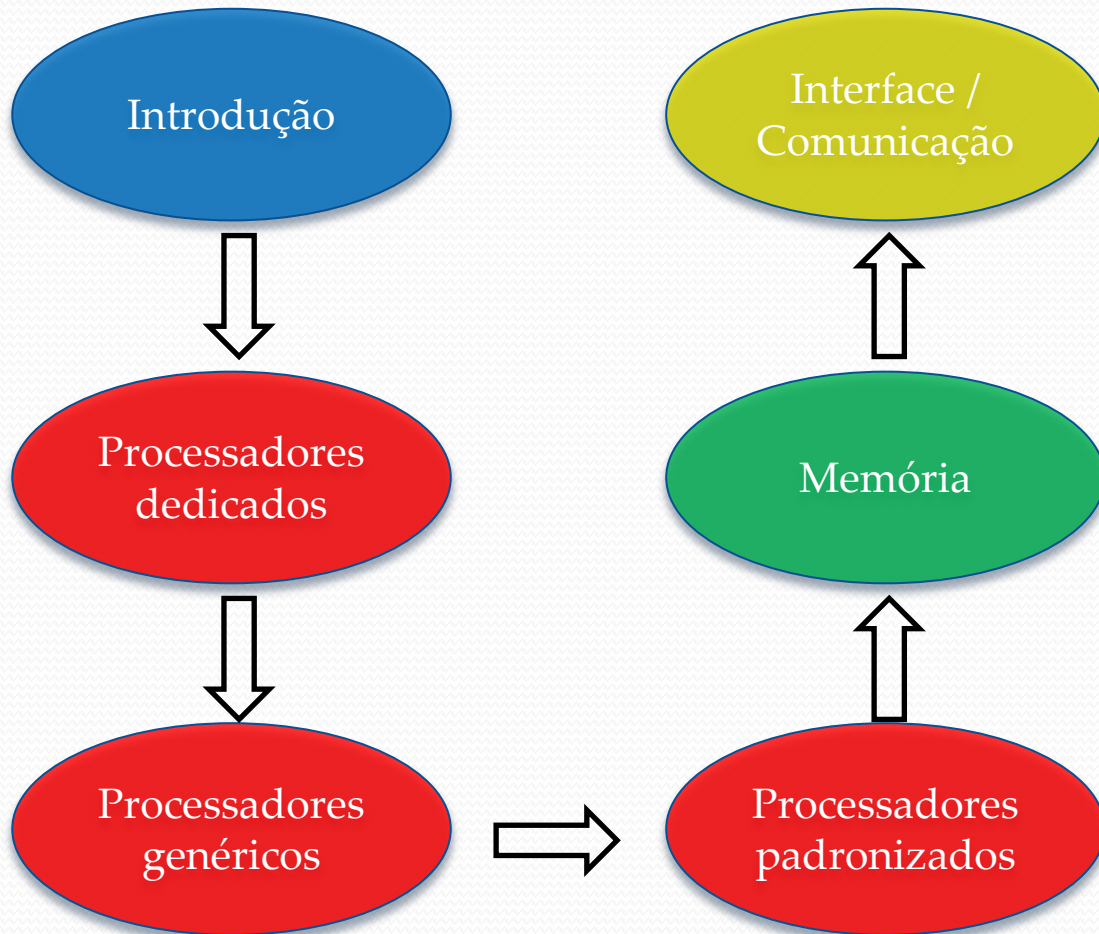 Introdução
Processadores
dedicados
Processadores
genéricos
Processadores
padronizados
Memória
Interface /
Comunicação